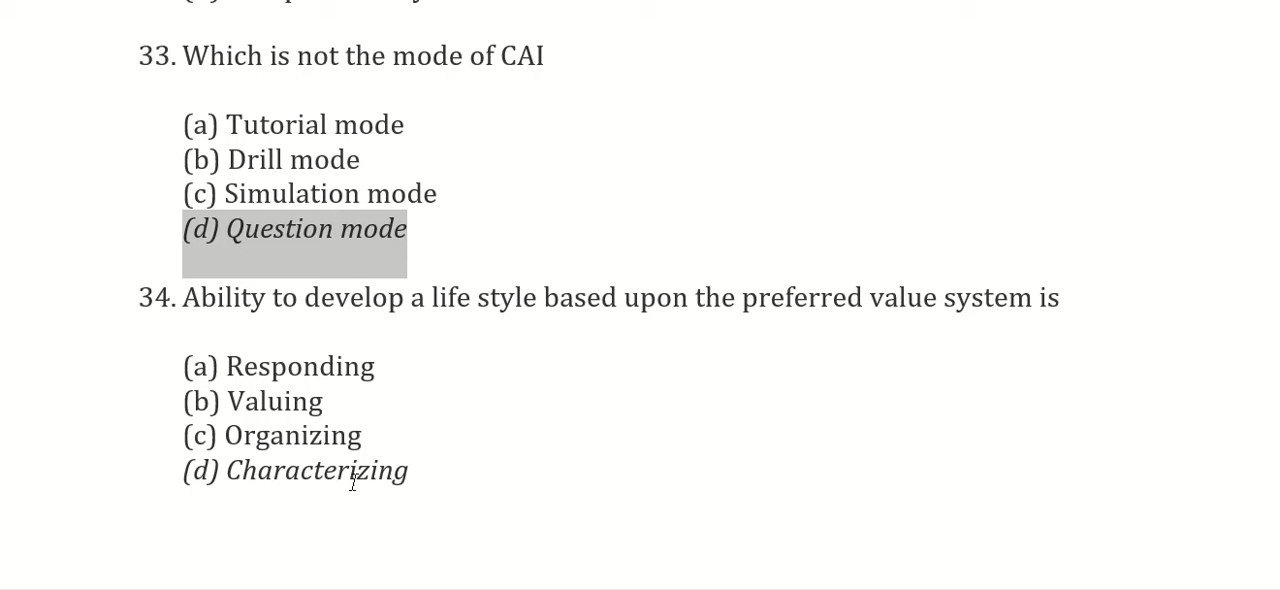 33. Which is not the mode of CAI
(a) Tutorial mode
(b) Drill mode
(c) Simulation mode
(d) Question mode
34. Ability to develop a life style based upon the preferred value system is
(a) Responding
(b) Valuing
(c) Organizing
(d) Characterizing